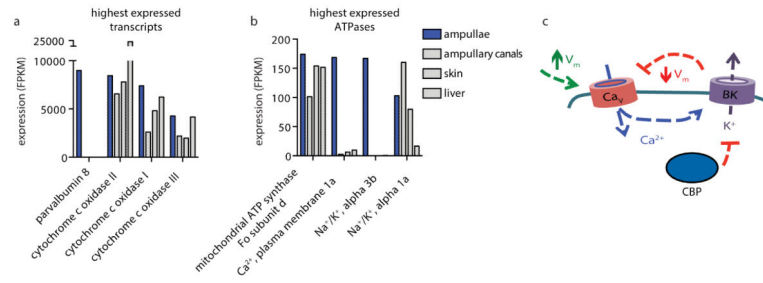 a
highest expressed
transcripts
expression (FPKM)
25000
10000
5000
0
parvalbumin 8
cytochrome c oxidase II
cytochrome c oxidase I
cytochrome c oxidase III
b
highest expressed
ATPases
expression (FPKM)
200
150
100
50
0
mitochondrial ATP synthase
Fo subunit d
Ca²⁺, plasma membrane 1a
Na⁺/K⁺, alpha 3b
Na⁺/K⁺, alpha 1a
ampullae
ampullary canals
skin
liver
c
Vm
Vm
Cav
BK
Ca²⁺
K⁺
CBP